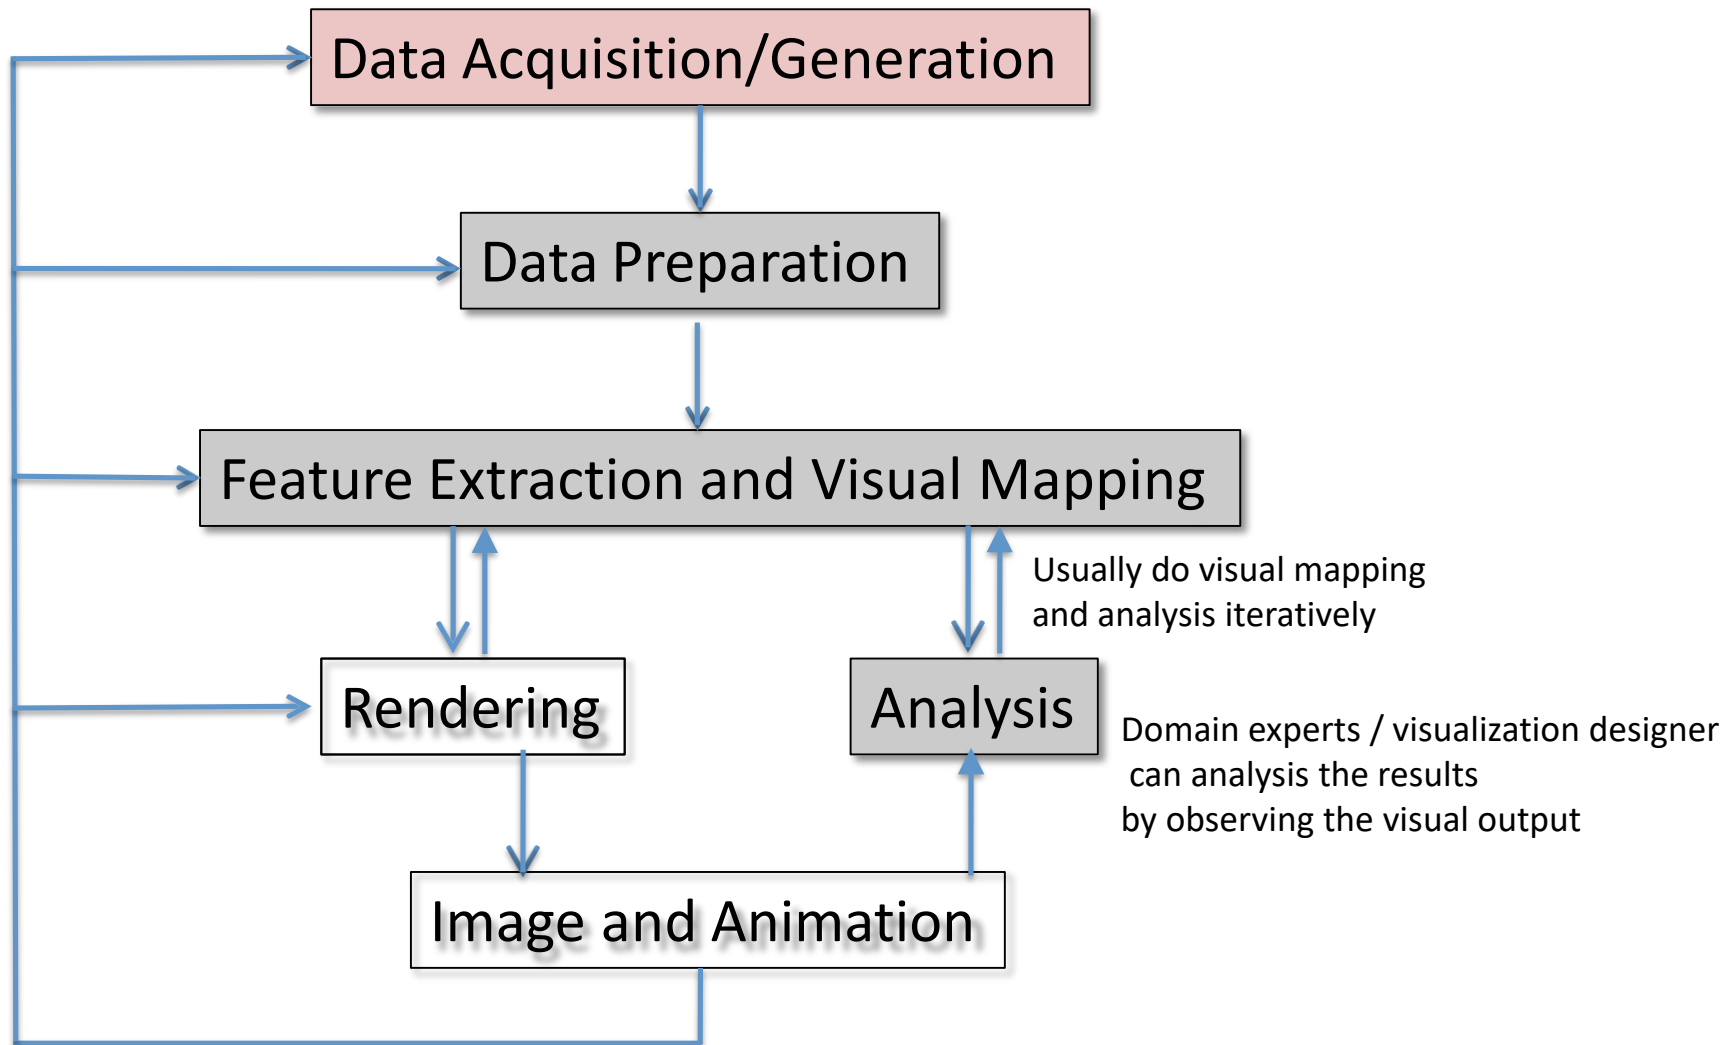 Data Acquisition/Generation
Data Preparation
Feature Extraction and Visual Mapping
Usually do visual mapping
and analysis iteratively
Rendering
Analysis
Domain experts / visualization designer
can analysis the results
by observing the visual output
Image and Animation